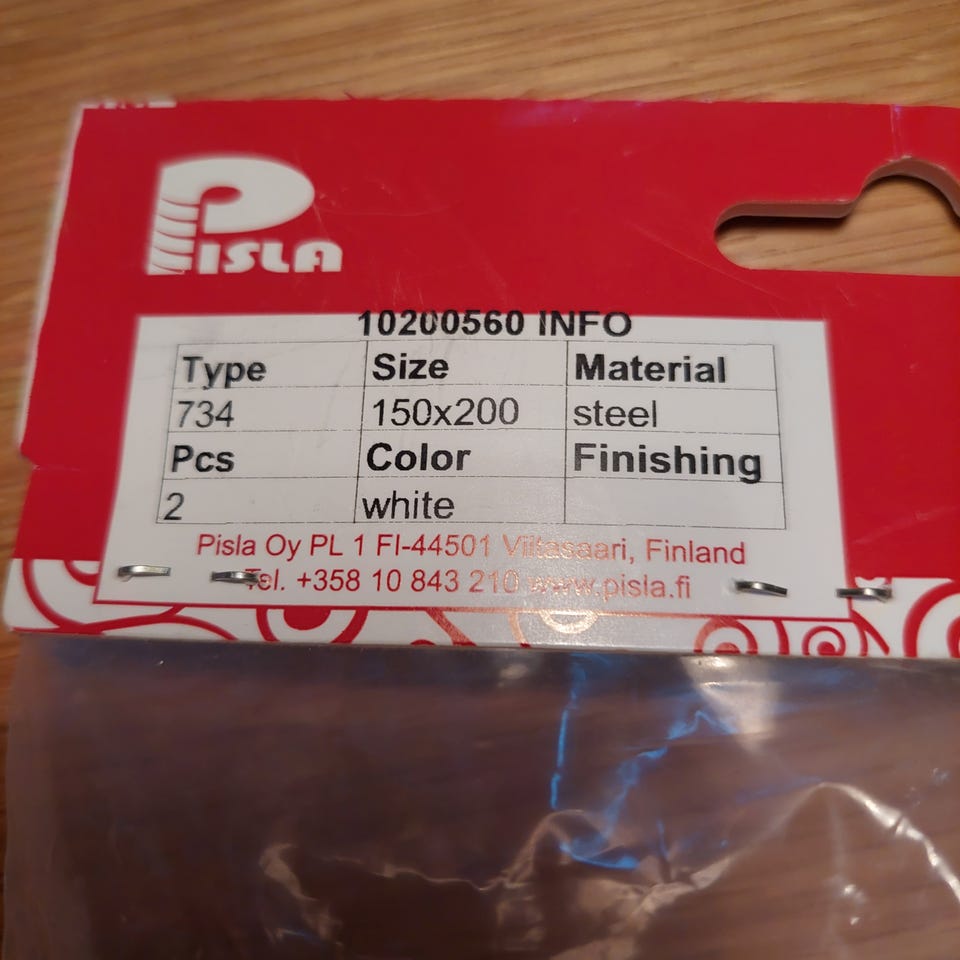 PISLA
10200560 INFO
Type Size Material
734 150x200 steel
Pcs Color Finishing
2 white
Pisla Oy PL 1 FI-44501 Viitasaari, Finland
Tel. +358 10 843 210 www.pisla.fi